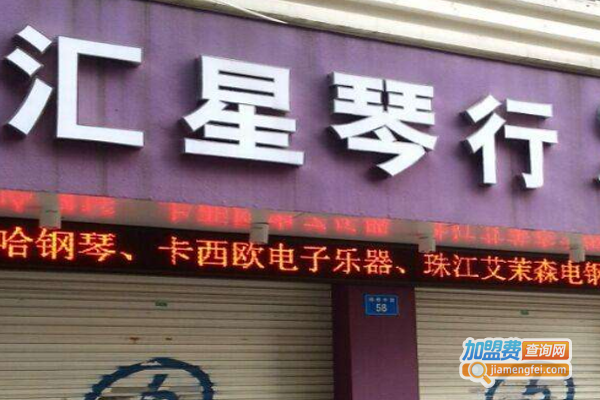 汇星琴行
哈钢琴、卡西欧电子乐器、珠江艾茉森电钢
58
加盟费查询网
jiamengfei.com